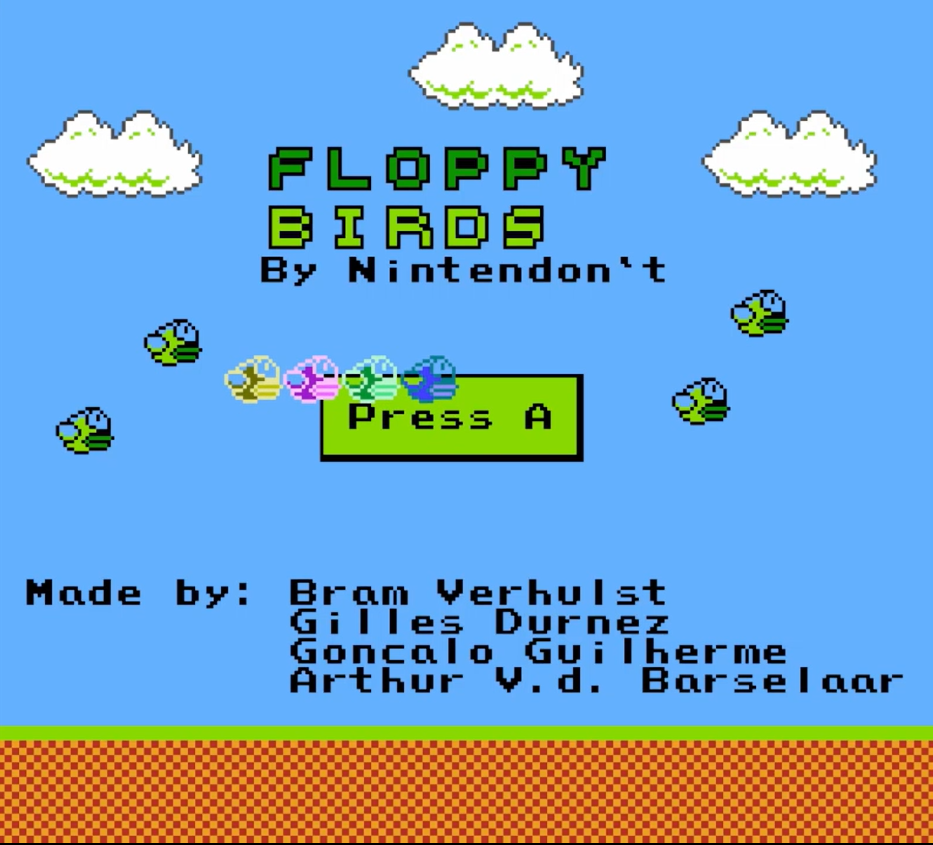 FLOPPY
BIRDS
By Nintendon`t
Press A
Made by: Bram Verhulst
Gilles Durnez
Goncalo Guilherme
Arthur V.d. Barselaar